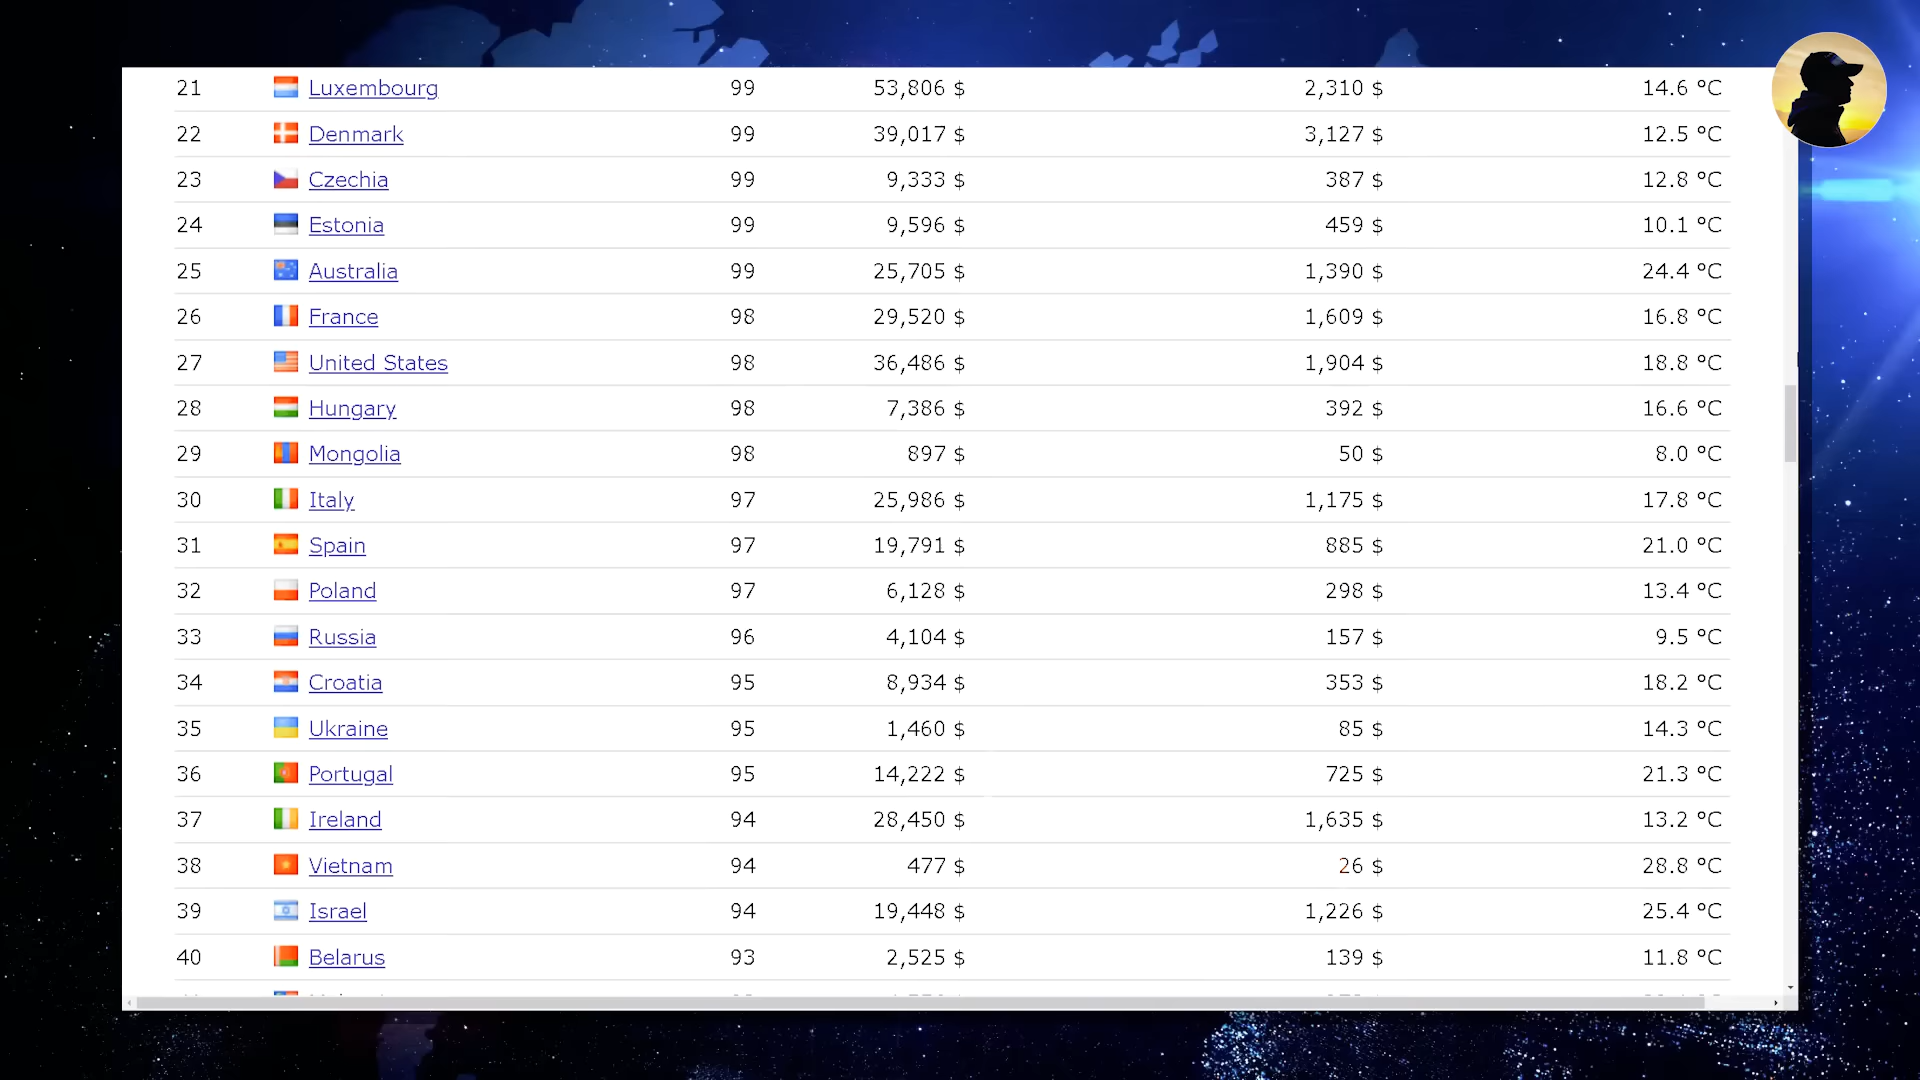 21 Luxembourg 99 53,806 $ 2,310 $ 14.6 °C
22 Denmark 99 39,017 $ 3,127 $ 12.5 °C
23 Czechia 99 9,333 $ 387 $ 12.8 °C
24 Estonia 99 9,596 $ 459 $ 10.1 °C
25 Australia 99 25,705 $ 1,390 $ 24.4 °C
26 France 98 29,520 $ 1,609 $ 16.8 °C
27 United States 98 36,486 $ 1,904 $ 18.8 °C
28 Hungary 98 7,386 $ 392 $ 16.6 °C
29 Mongolia 98 897 $ 50 $ 8.0 °C
30 Italy 97 25,986 $ 1,175 $ 17.8 °C
31 Spain 97 19,791 $ 885 $ 21.0 °C
32 Poland 97 6,128 $ 298 $ 13.4 °C
33 Russia 96 4,104 $ 157 $ 9.5 °C
34 Croatia 95 8,934 $ 353 $ 18.2 °C
35 Ukraine 95 1,460 $ 85 $ 14.3 °C
36 Portugal 95 14,222 $ 725 $ 21.3 °C
37 Ireland 94 28,450 $ 1,635 $ 13.2 °C
38 Vietnam 94 477 $ 26 $ 28.8 °C
39 Israel 94 19,448 $ 1,226 $ 25.4 °C
40 Belarus 93 2,525 $ 139 $ 11.8 °C